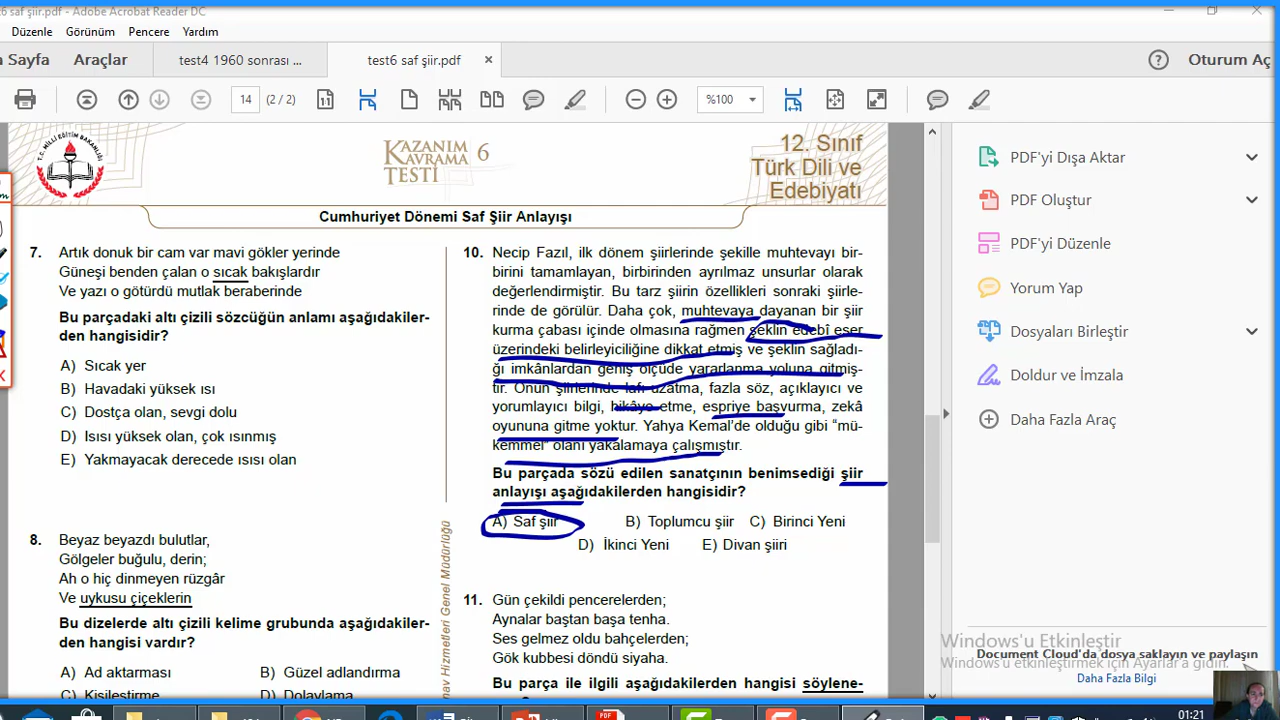 t6 saf şiir.pdf - Adobe Acrobat Reader DC
Düzenle Görünüm Pencere Yardım
Sayfa Araçlar test4 1960 sonrası ... test6 saf şiir.pdf × Oturum Aç
14 (2 / 2) %100
T.C. MİLLÎ EĞİTİM BAKANLIĞI
KAZANIM
KAVRAMA 6
TESTİ
12. Sınıf
Türk Dili ve
Edebiyatı
Cumhuriyet Dönemi Saf Şiir Anlayışı
7. Artık donuk bir cam var mavi gökler yerinde
Güneşi benden çalan o sıcak bakışlardır
Ve yazı o götürdü mutlak beraberinde
Bu parçadaki altı çizili sözcüğün anlamı aşağıdakiler-
den hangisidir?
A) Sıcak yer
B) Havadaki yüksek ısı
C) Dostça olan, sevgi dolu
D) Isısı yüksek olan, çok ısınmış
E) Yakmayacak derecede ısısı olan
8. Beyaz beyazdı bulutlar,
Gölgeler buğulu, derin;
Ah o hiç dinmeyen rüzgâr
Ve uykusu çiçeklerin
Bu dizelerde altı çizili kelime grubunda aşağıdakiler-
den hangisi vardır?
A) Ad aktarması B) Güzel adlandırma
C) Kişileştirme D) Dolaylama
nav Hizmetleri Genel Müdürlüğü
10. Necip Fazıl, ilk dönem şiirlerinde şekille muhtevayı bir-
birini tamamlayan, birbirinden ayrılmaz unsurlar olarak
değerlendirmiştir. Bu tarz şiirin özellikleri sonraki şiirle-
rinde de görülür. Daha çok, muhtevaya dayanan bir şiir
kurma çabası içinde olmasına rağmen şeklin edebî eser
üzerindeki belirleyiciliğine dikkat etmiş ve şeklin sağladı-
ğı imkânlardan geniş ölçüde yararlanma yoluna gitmiş-
tir. Onun şiirlerinde lafı uzatma, fazla söz, açıklayıcı ve
yorumlayıcı bilgi, hikâye etme, espriye başvurma, zekâ
oyununa gitme yoktur. Yahya Kemal’de olduğu gibi “mü-
kemmel” olanı yakalamaya çalışmıştır.
Bu parçada sözü edilen sanatçının benimsediği şiir
anlayışı aşağıdakilerden hangisidir?
A) Saf şiir B) Toplumcu şiir C) Birinci Yeni
D) İkinci Yeni E) Divan şiiri
11. Gün çekildi pencerelerden;
Aynalar baştan başa tenha.
Ses gelmez oldu bahçelerden;
Gök kubbesi döndü siyaha.
Bu parça ile ilgili aşağıdakilerden hangisi söylene-
PDF'yi Dışa Aktar
PDF Oluştur
PDF'yi Düzenle
Yorum Yap
Dosyaları Birleştir
Doldur ve İmzala
Daha Fazla Araç
Windows'u Etkinleştir
Document Cloud'da dosya saklayın ve paylaşın
Windows'u etkinleştirmek için Ayarlar'a gidin.
Daha Fazla Bilgi
01:21